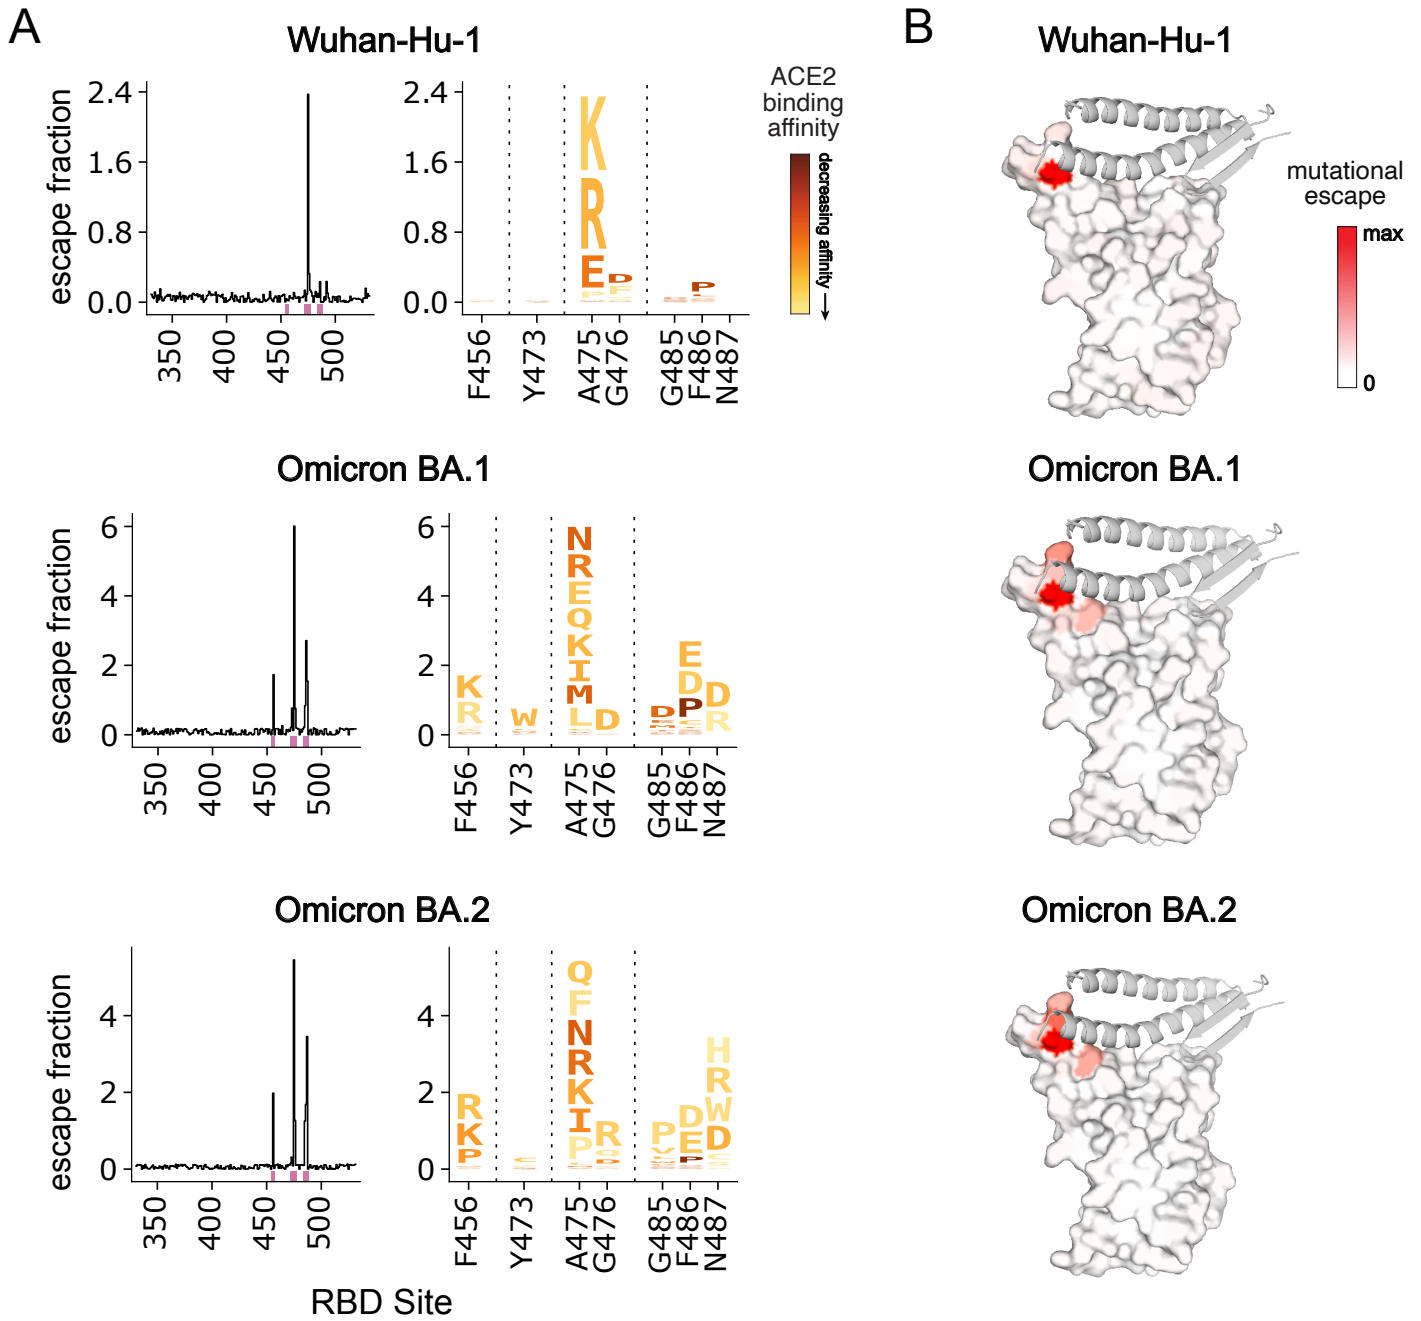 A
B
Wuhan-Hu-1
Wuhan-Hu-1
escape fraction
2.4
1.6
0.8
0.0
350
400
450
500
2.4
1.6
0.8
0.0
K
R
E
D
P
F456
Y473
A475
G476
G485
F486
N487
ACE2
binding
affinity
decreasing affinity
mutational
escape
max
0
Omicron BA.1
Omicron BA.1
escape fraction
6
4
2
0
350
400
450
500
6
4
2
0
K
R
W
N
R
E
Q
K
I
M
L
D
D
E
D
P
D
R
F456
Y473
A475
G476
G485
F486
N487
Omicron BA.2
Omicron BA.2
escape fraction
4
2
0
350
400
450
500
4
2
0
R
K
P
C
Q
F
N
R
K
I
P
R
Q
D
P
V
D
E
P
H
R
W
D
F456
Y473
A475
G476
G485
F486
N487
RBD Site